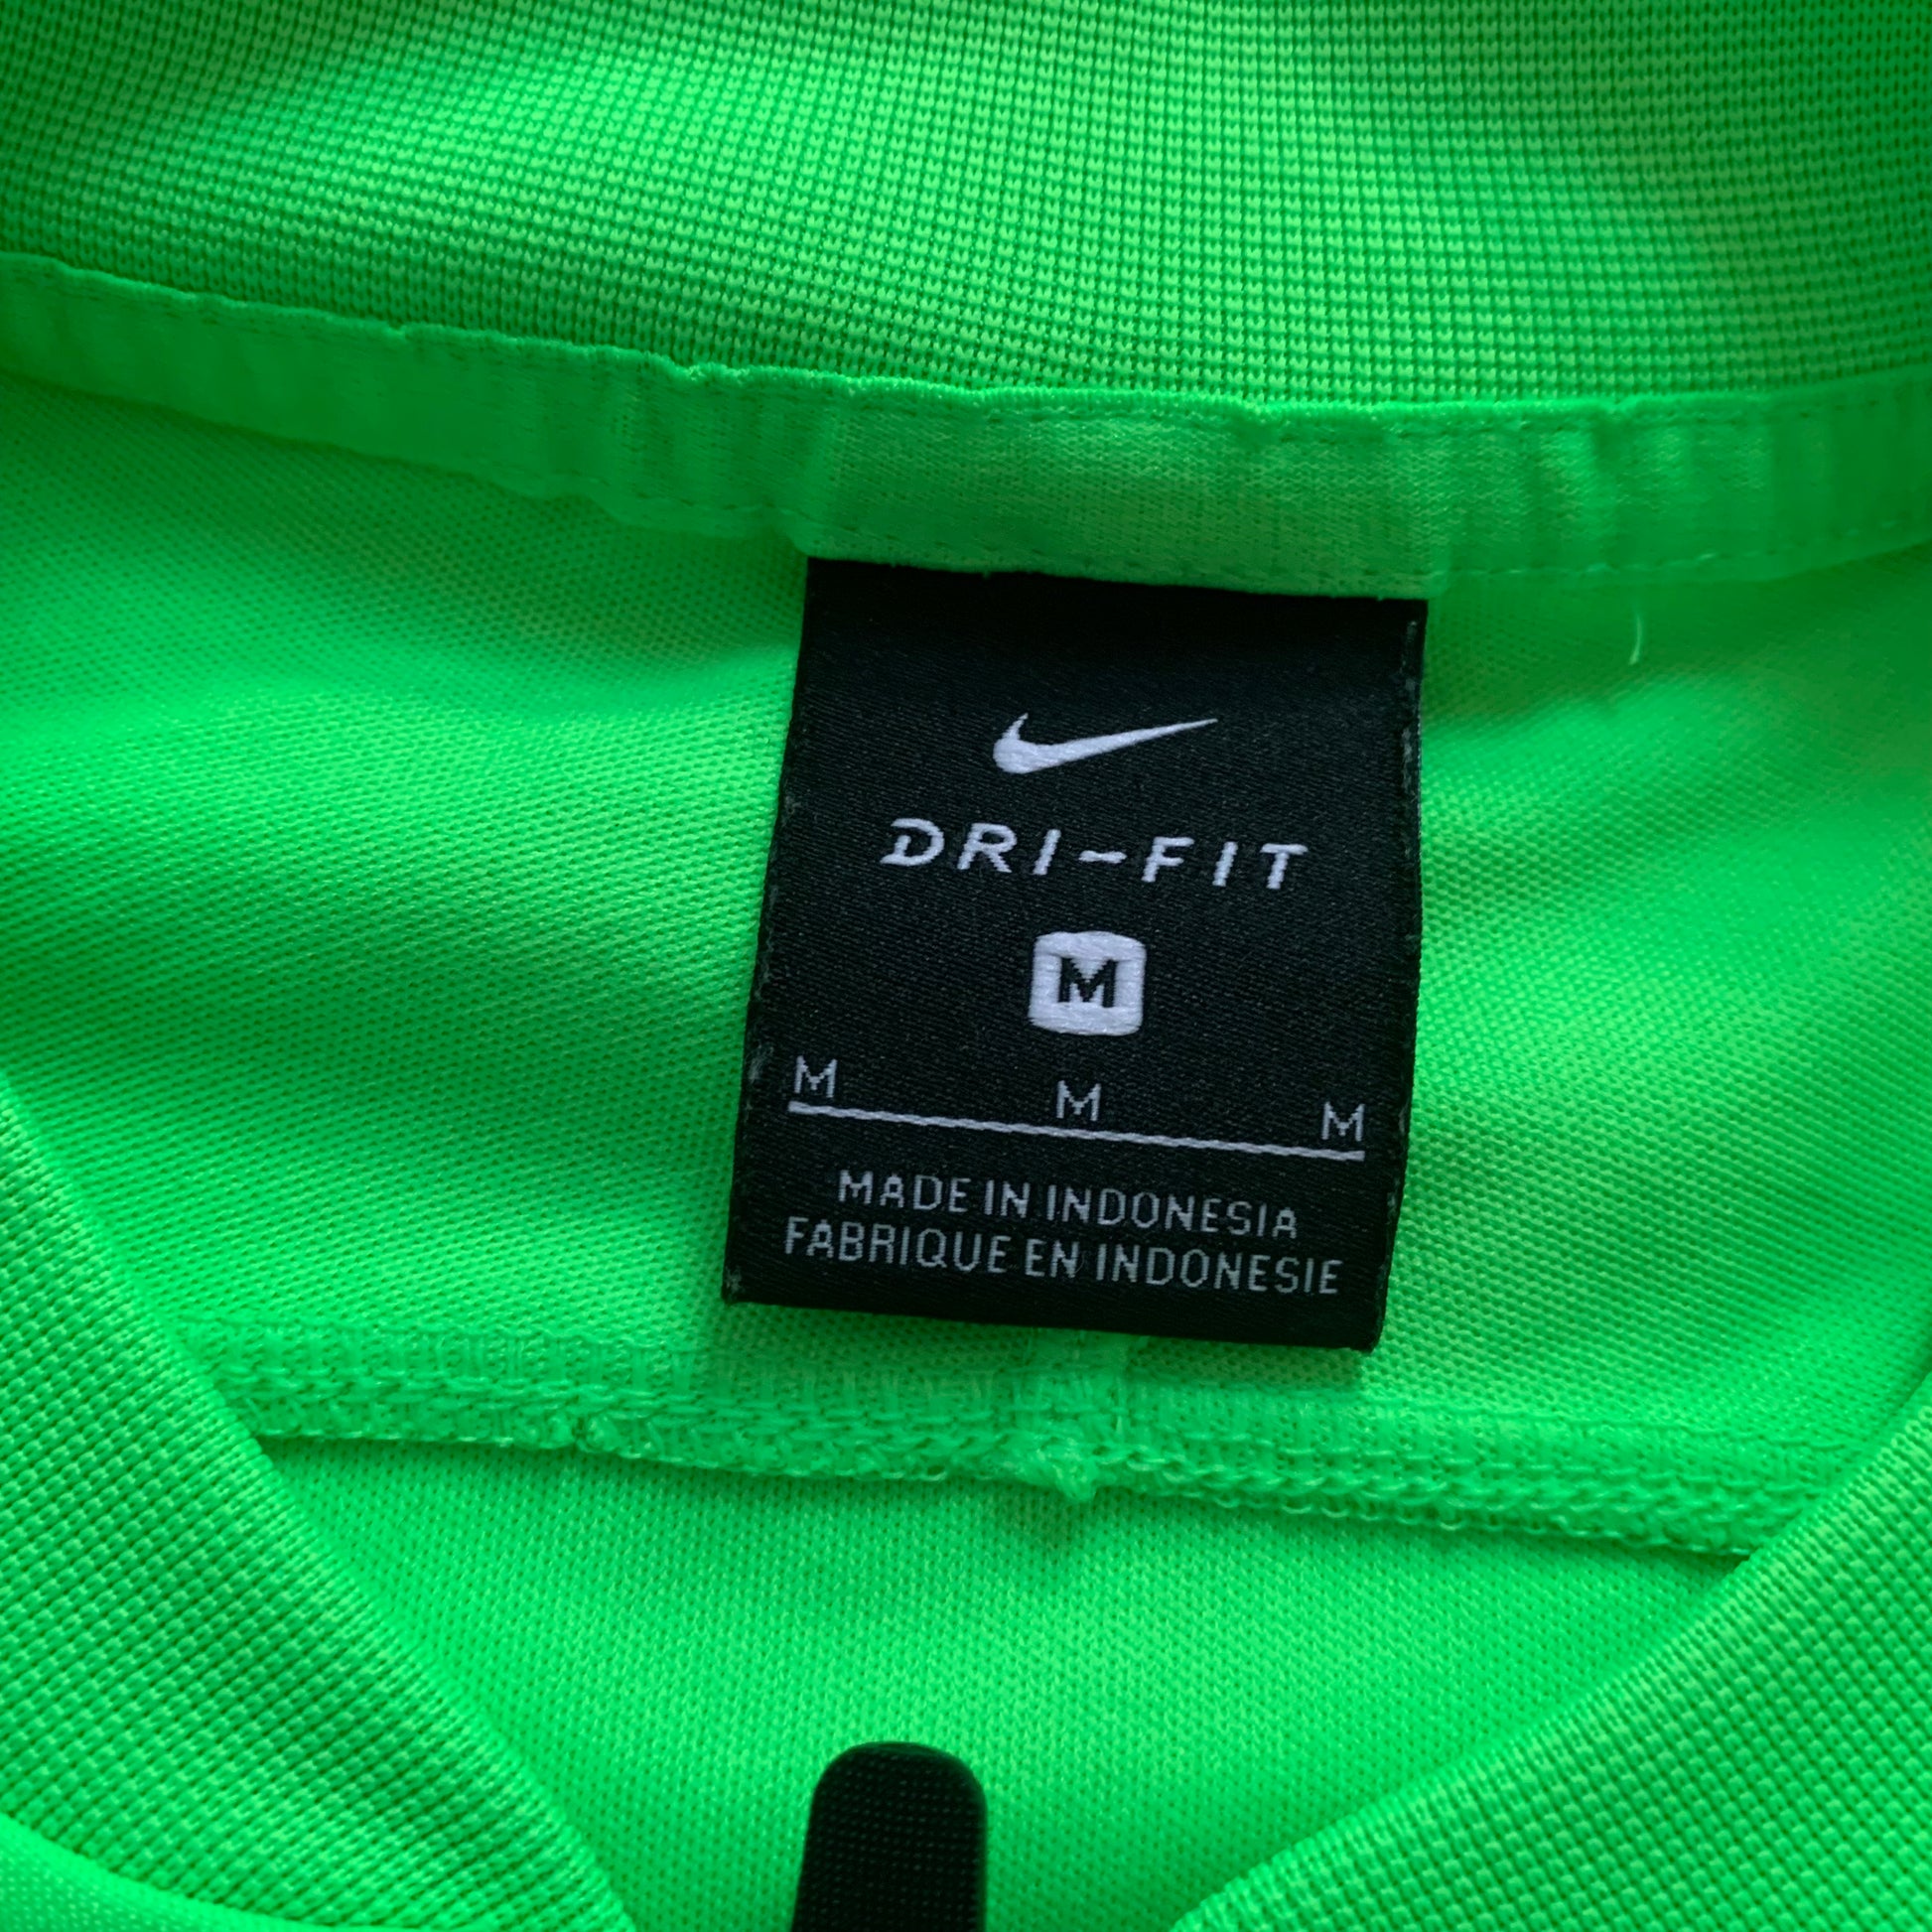 DRI-FIT
M
M M M
MADE IN INDONESIA
FABRIQUE EN INDONESIE